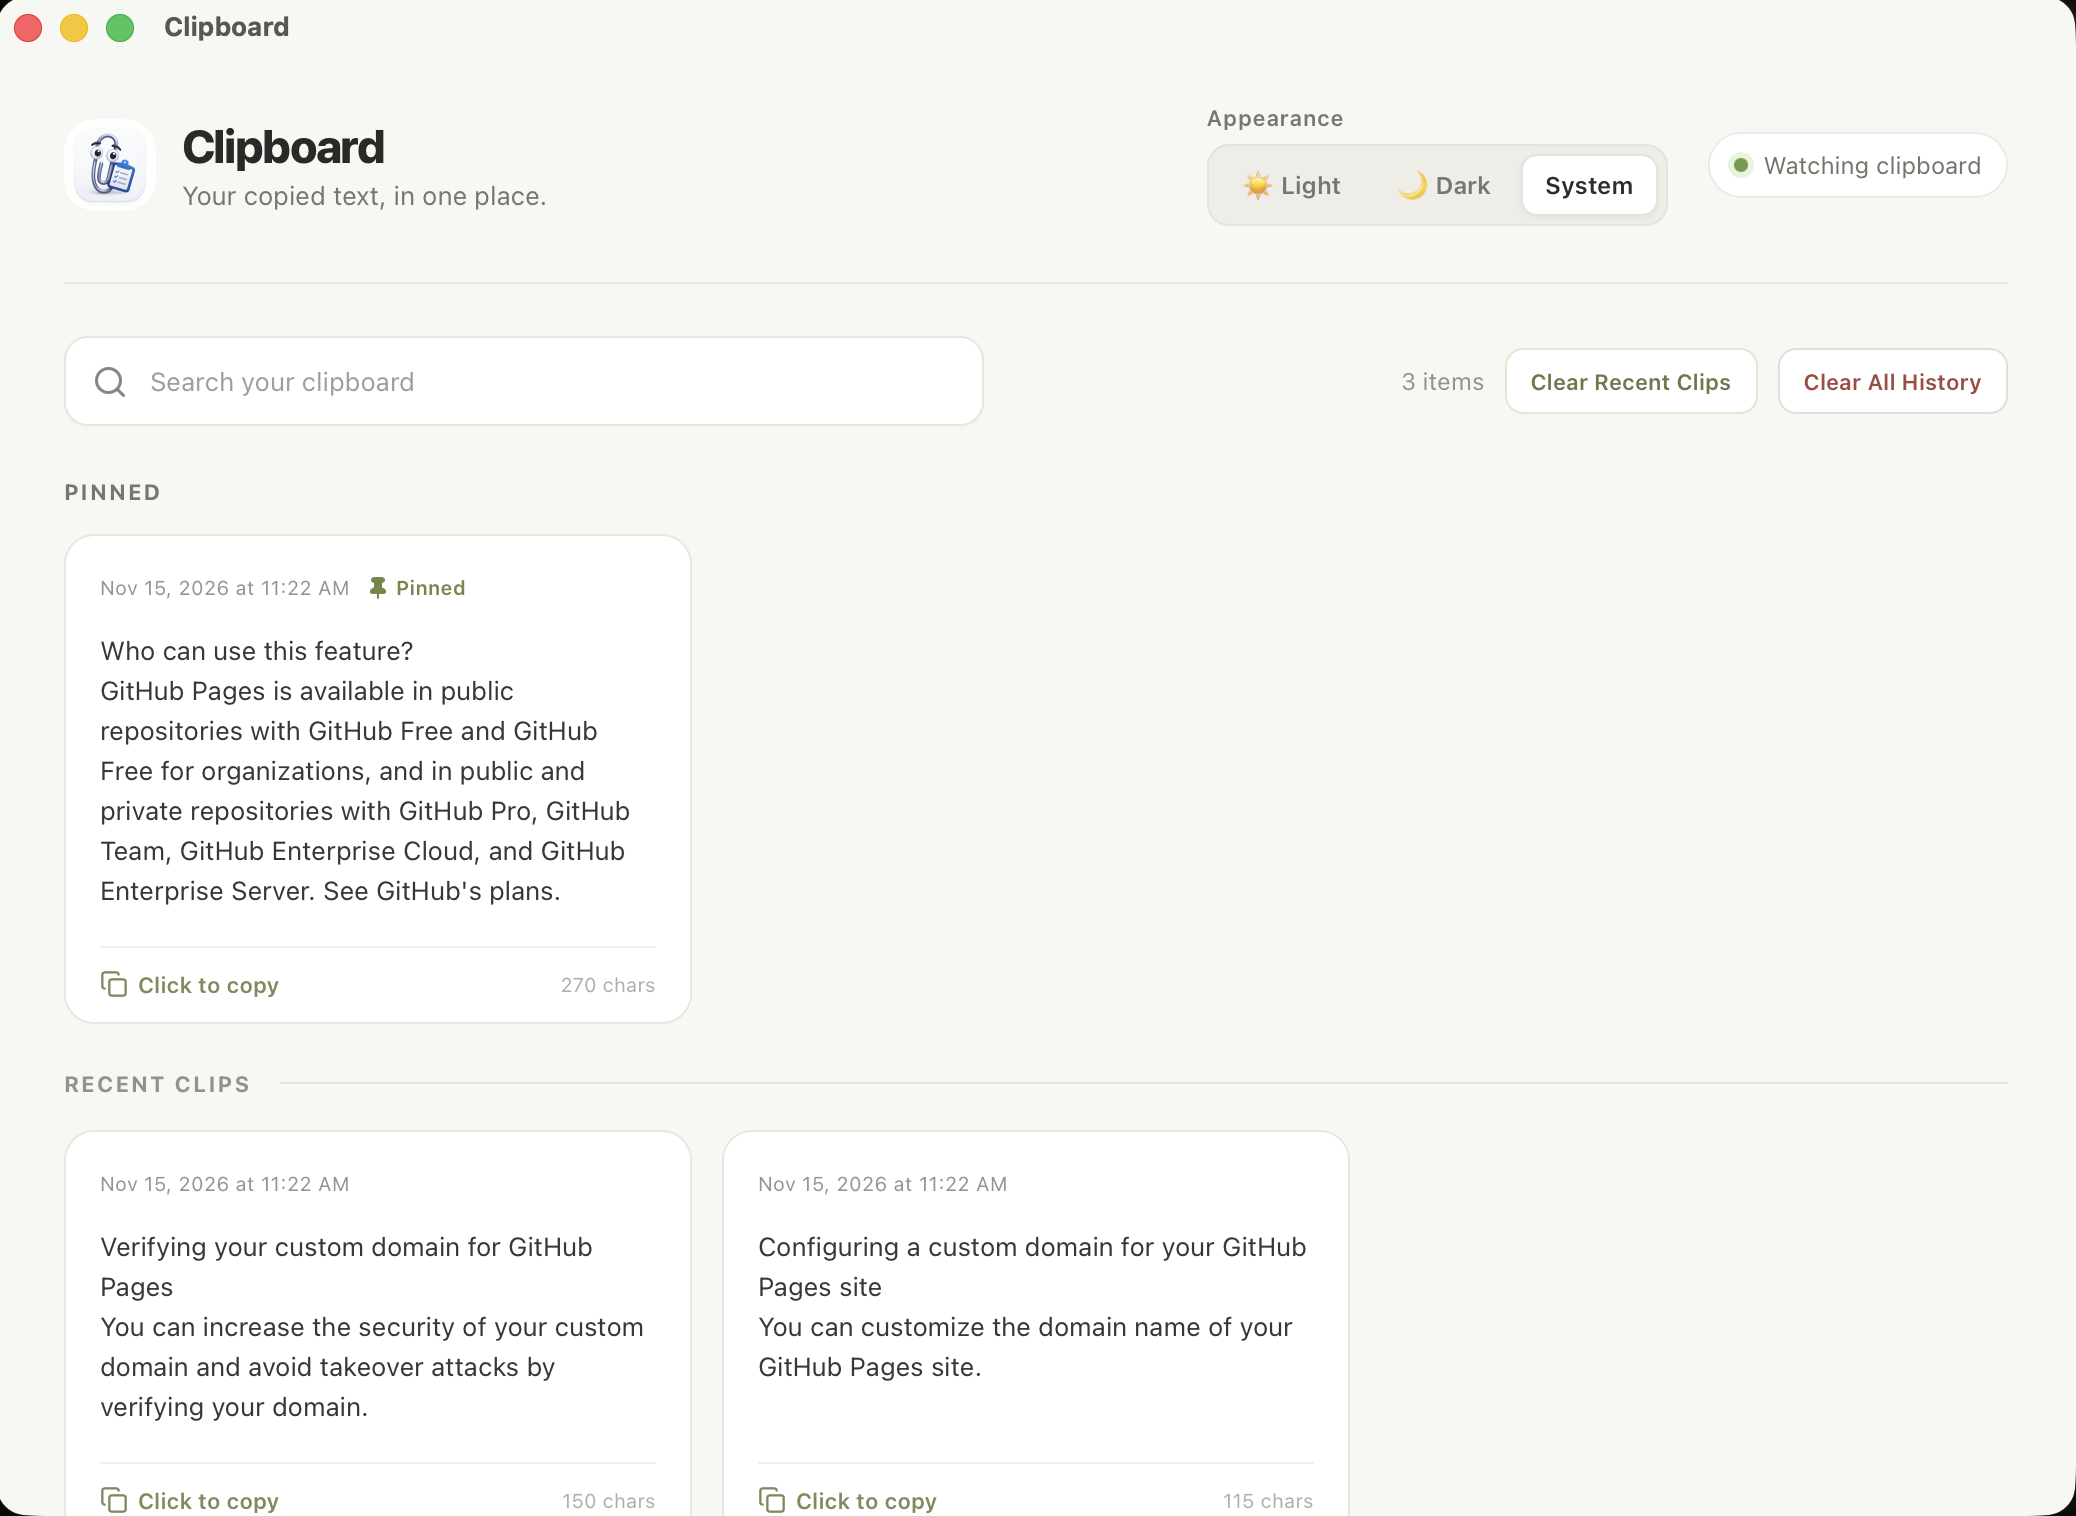 Clipboard
Clipboard
Your copied text, in one place.
Appearance
Light
Dark
System
Watching clipboard
Search your clipboard
3 items
Clear Recent Clips
Clear All History
PINNED
Nov 15, 2026 at 11:22 AM
Pinned
Who can use this feature?
GitHub Pages is available in public
repositories with GitHub Free and GitHub
Free for organizations, and in public and
private repositories with GitHub Pro, GitHub
Team, GitHub Enterprise Cloud, and GitHub
Enterprise Server. See GitHub's plans.
Click to copy
270 chars
RECENT CLIPS
Nov 15, 2026 at 11:22 AM
Verifying your custom domain for GitHub
Pages
You can increase the security of your custom
domain and avoid takeover attacks by
verifying your domain.
Click to copy
150 chars
Nov 15, 2026 at 11:22 AM
Configuring a custom domain for your GitHub
Pages site
You can customize the domain name of your
GitHub Pages site.
Click to copy
115 chars